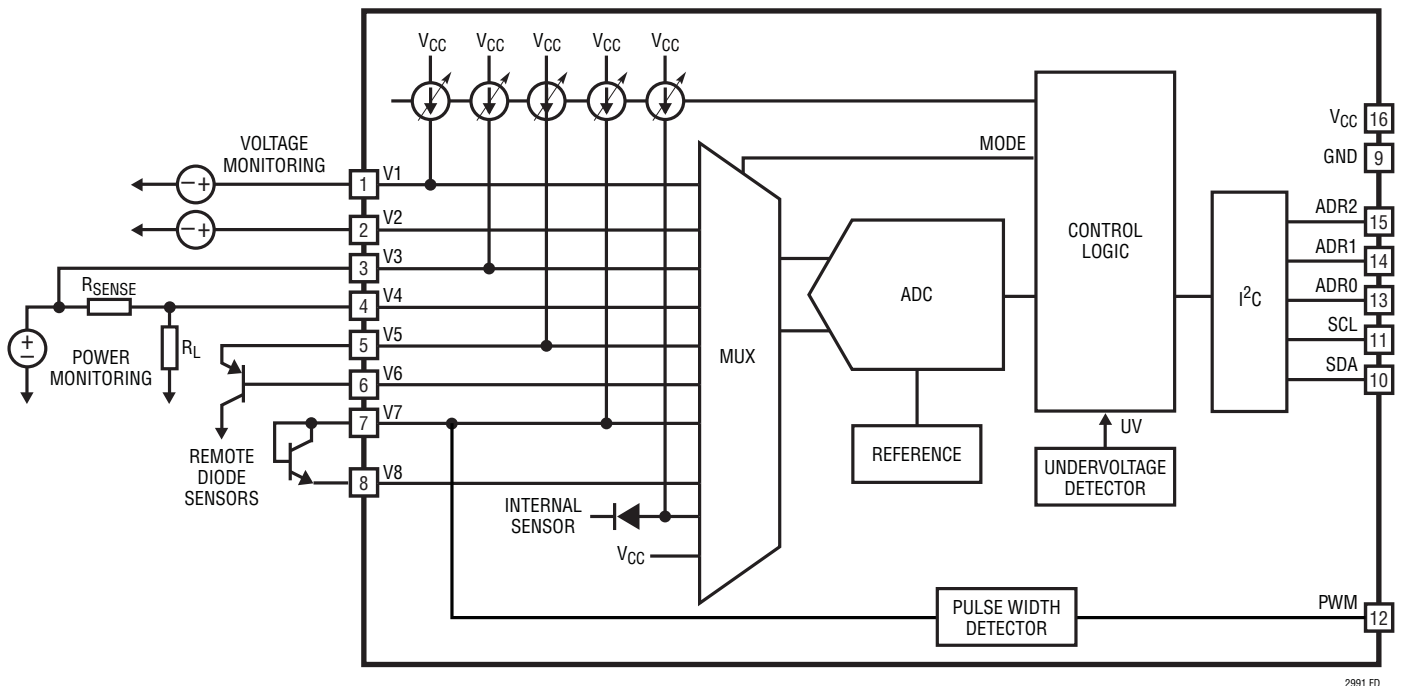 VCC VCC VCC VCC VCC
VOLTAGE
MONITORING
1 V1
2 V2
3 V3
RSENSE
4 V4
5 V5
RL
+
−
POWER
MONITORING
6 V6
7 V7
8 V8
REMOTE
DIODE
SENSORS
−+
−+
INTERNAL
SENSOR
VCC
MUX
MODE
ADC
REFERENCE
CONTROL
LOGIC
UV
UNDERVOLTAGE
DETECTOR
I2C
PULSE WIDTH
DETECTOR
VCC 16
GND 9
ADR2 15
ADR1 14
ADR0 13
SCL 11
SDA 10
PWM 12
2991 FD